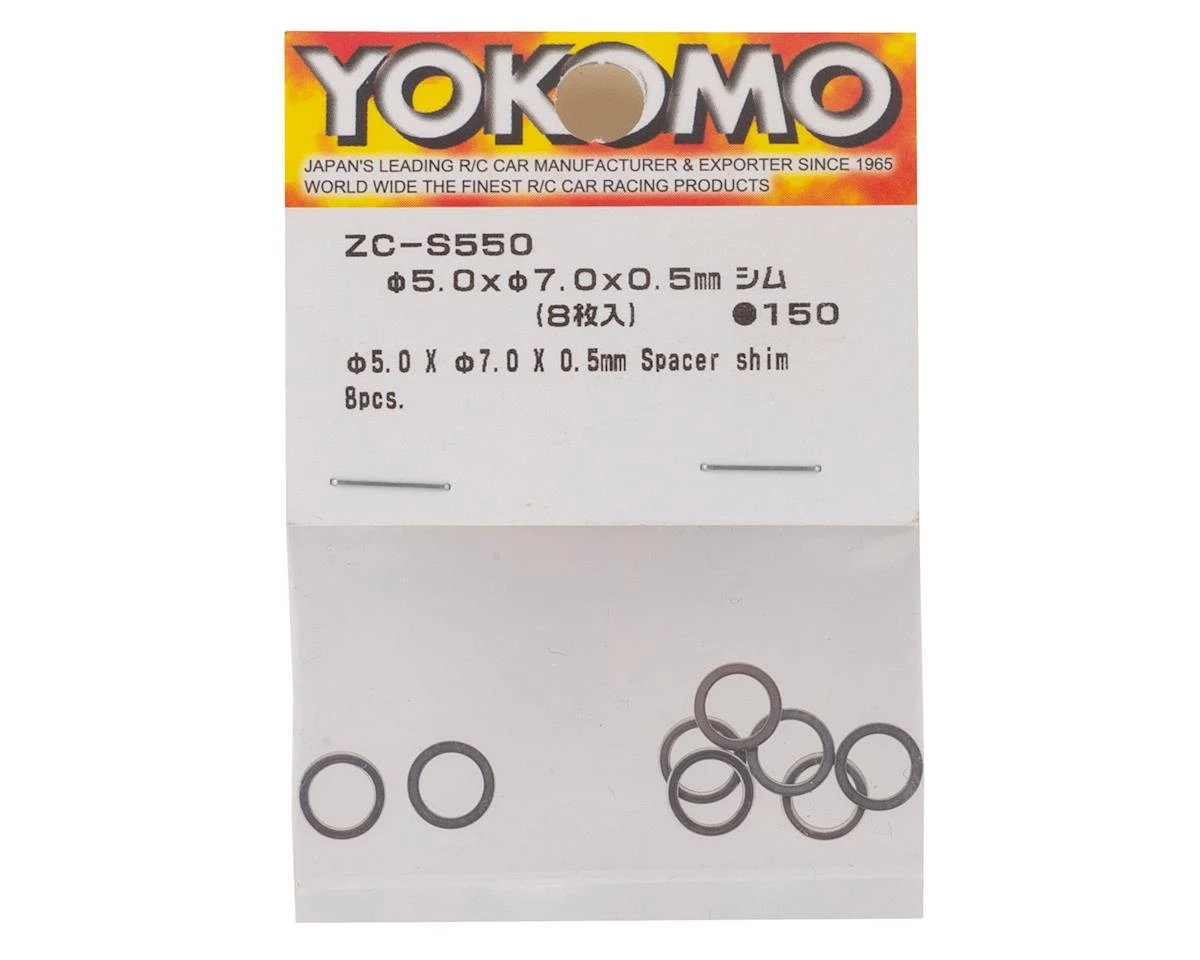 YOKOMO
JAPAN'S LEADING R/C CAR MANUFACTURER & EXPORTER SINCE 1965
WORLD WIDE THE FINEST R/C CAR RACING PRODUCTS
ZC-S550
Φ5.0xΦ7.0x0.5mm シム
(8枚入) ●150
Φ5.0 X Φ7.0 X 0.5mm Spacer shim
8pcs.